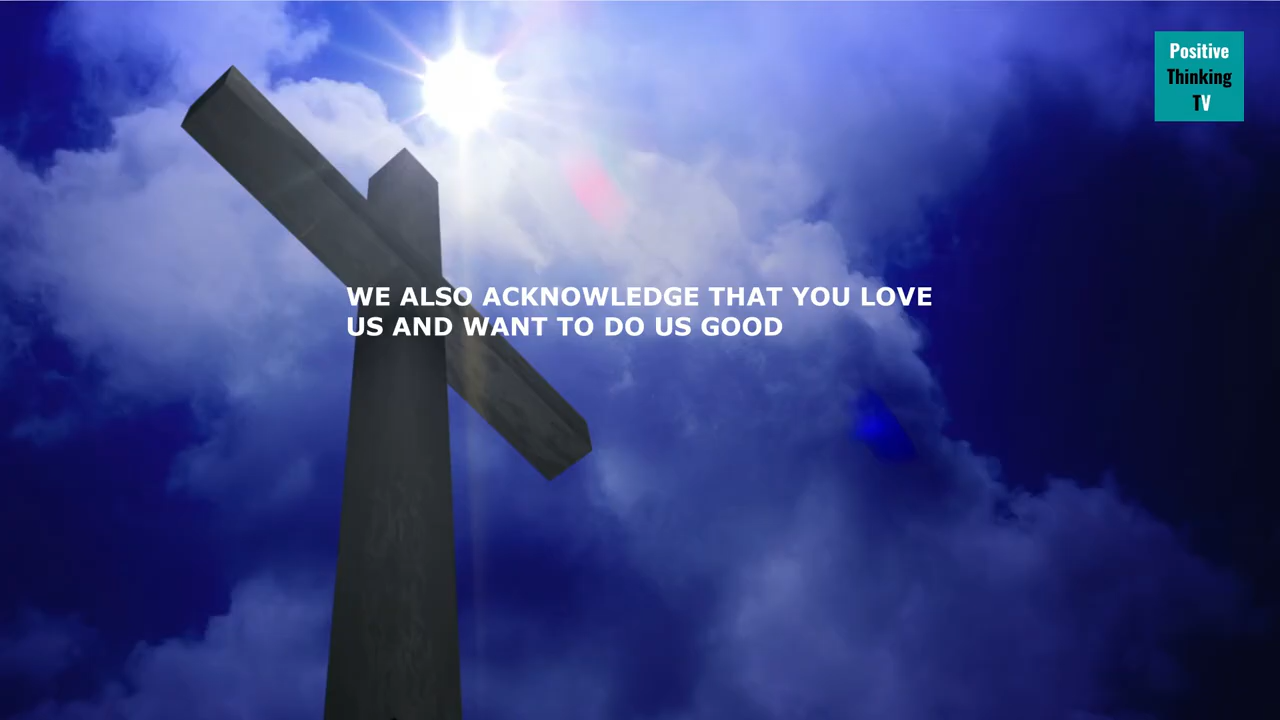 Positive
Thinking
TV
WE ALSO ACKNOWLEDGE THAT YOU LOVE
US AND WANT TO DO US GOOD